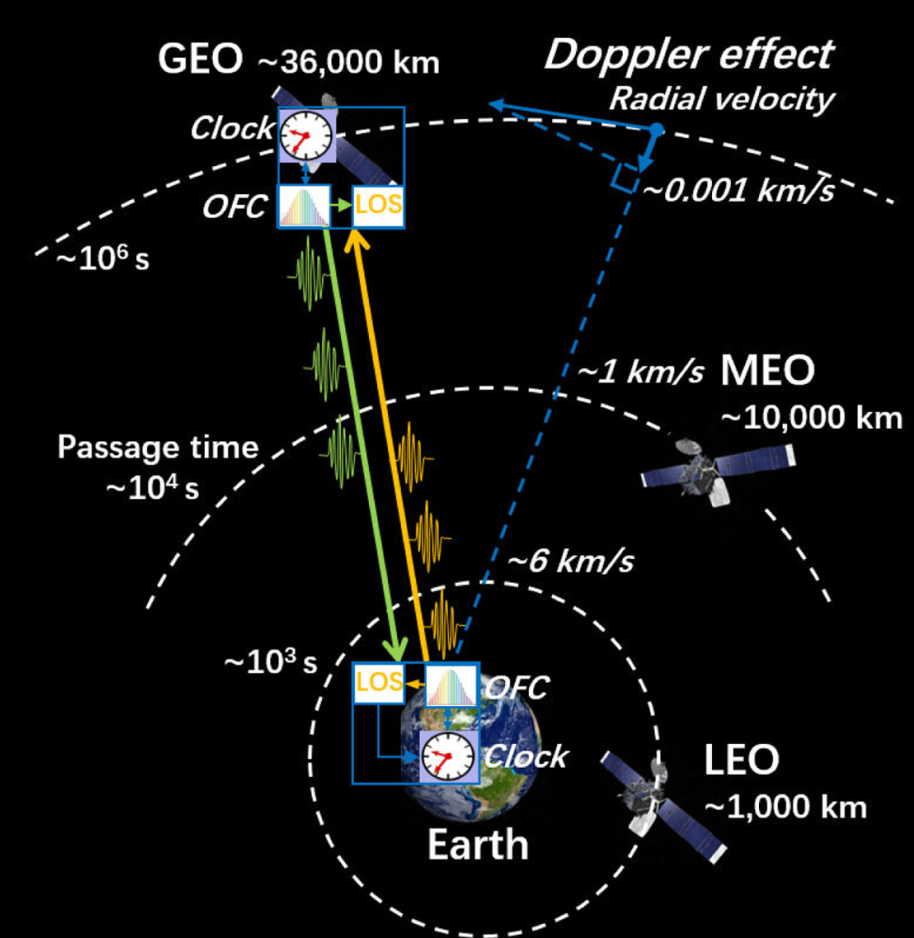 GEO ~36,000 km
Doppler effect
Radial velocity
Clock
OFC
LOS
~0.001 km/s
~10⁶ s
~1 km/s
MEO
~10,000 km
Passage time
~10⁴ s
~6 km/s
~10³ s
LOS
OFC
Clock
LEO
~1,000 km
Earth